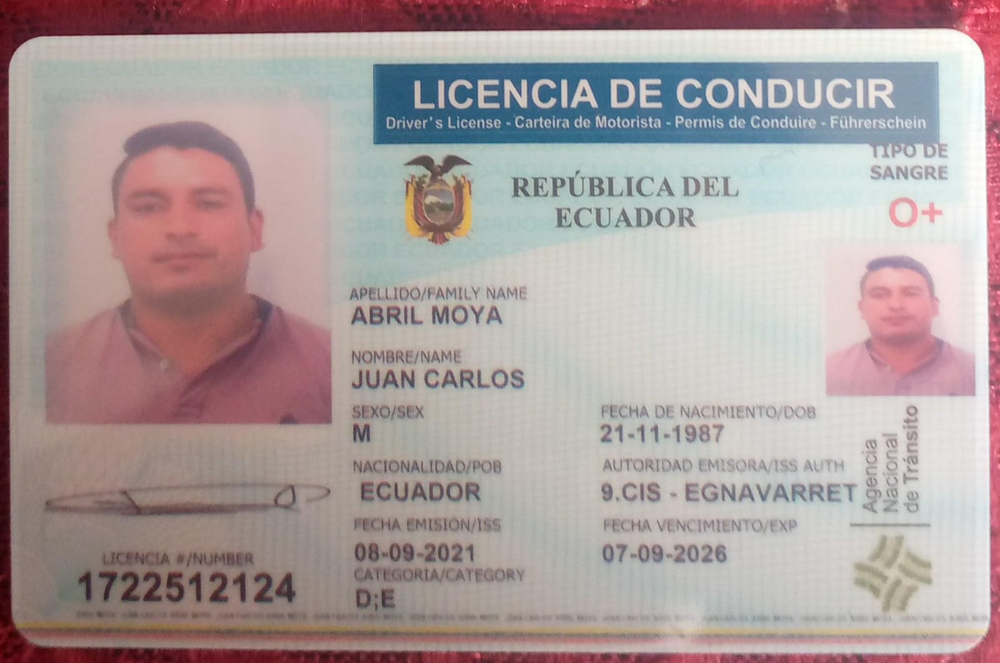 LICENCIA DE CONDUCIR
Driver's License - Carteira de Motorista - Permis de Conduire - Führerschein
TIPO DE
SANGRE
O+
REPÚBLICA DEL
ECUADOR
APELLIDO/FAMILY NAME
ABRIL MOYA
NOMBRE/NAME
JUAN CARLOS
SEXO/SEX
M
FECHA DE NACIMIENTO/DOB
21-11-1987
NACIONALIDAD/POB
ECUADOR
AUTORIDAD EMISORA/ISS AUTH
9.CIS - EGNAVARRET
FECHA EMISIÓN/ISS
08-09-2021
FECHA VENCIMIENTO/EXP
07-09-2026
CATEGORIA/CATEGORY
D;E
LICENCIA #/NUMBER
1722512124
Agencia
Nacional
de Tránsito